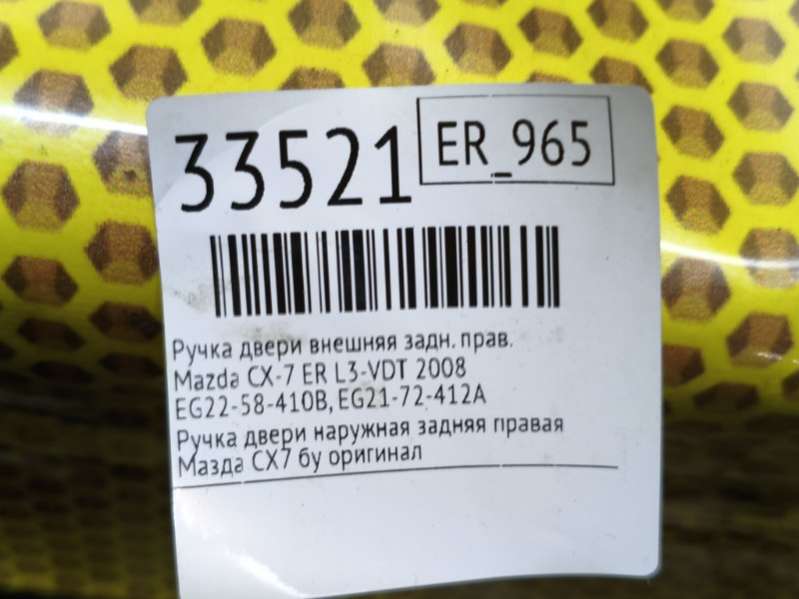 33521
ER_965
Ручка двери внешняя задн. прав.
Mazda CX-7 ER L3-VDT 2008
EG22-58-410B, EG21-72-412A
Ручка двери наружная задняя правая
Мазда СХ7 бу оригинал